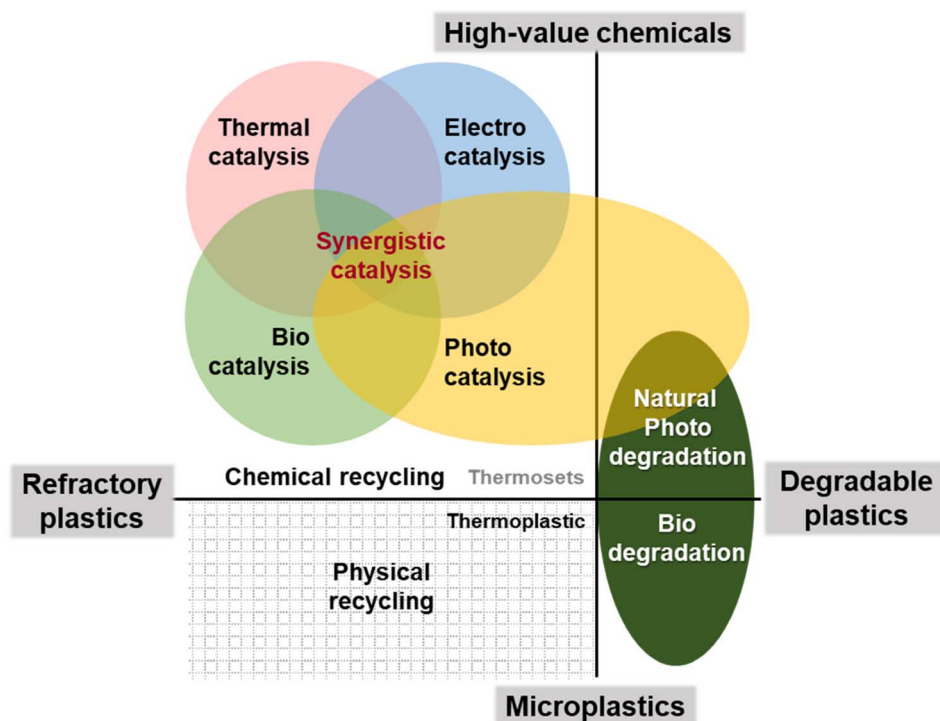 High-value chemicals
Thermal
catalysis
Electro
catalysis
Synergistic
catalysis
Bio
catalysis
Photo
catalysis
Natural
Photo
degradation
Chemical recycling
Thermosets
Refractory
plastics
Degradable
plastics
Thermoplastic
Bio
degradation
Physical
recycling
Microplastics